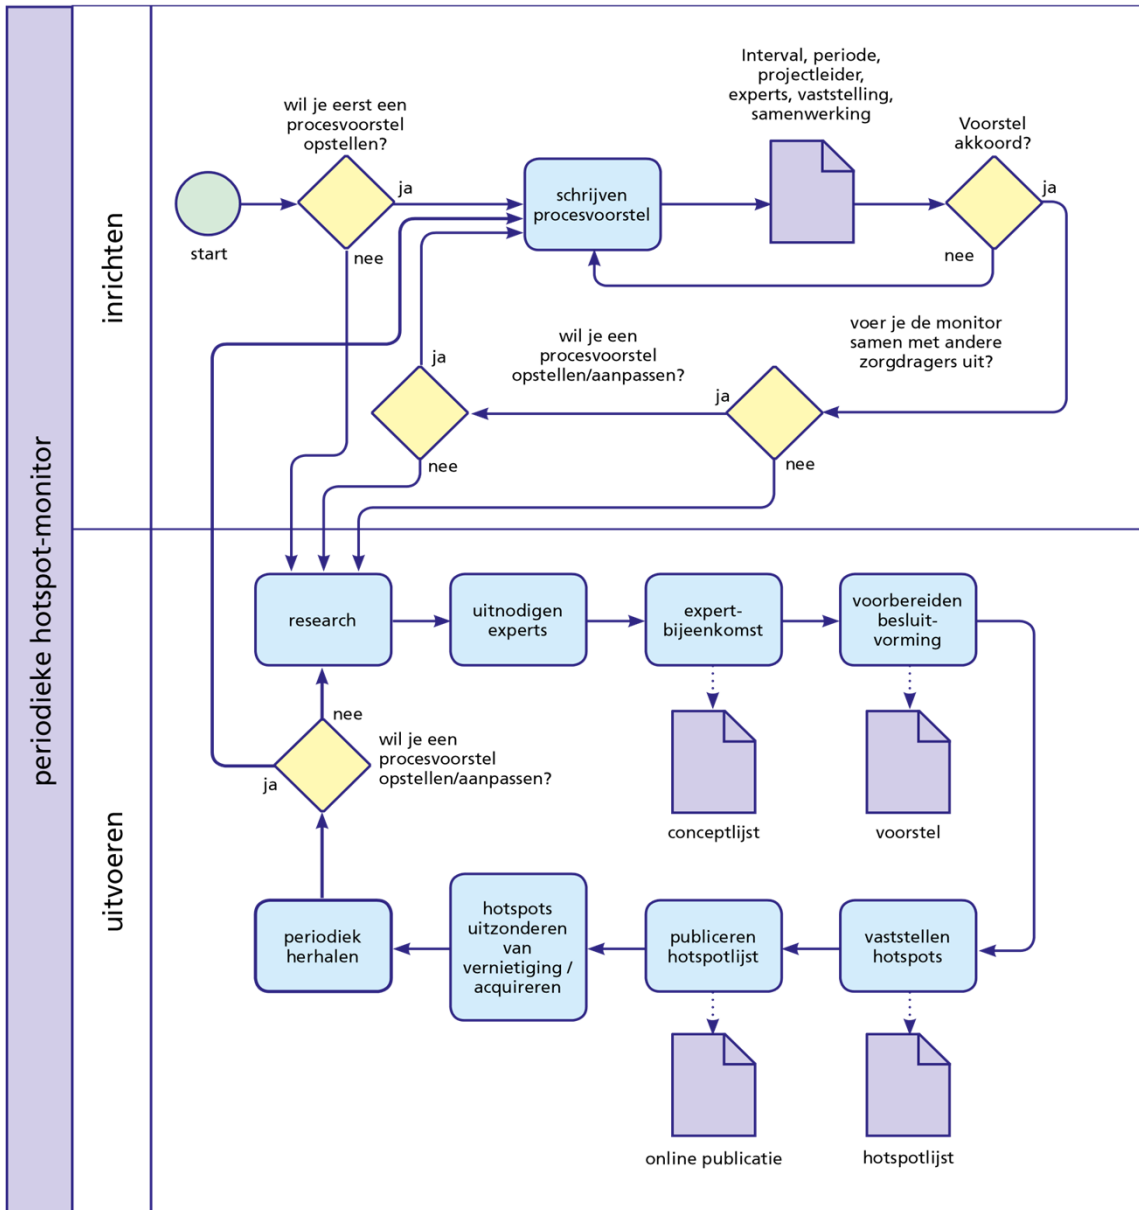 periodieke hotspot-monitor
inrichten
wil je eerst een
procesvoorstel
opstellen?
ja
nee
start
schrijven
procesvoorstel
Interval, periode,
projectleider,
experts, vaststelling,
samenwerking
Voorstel
akkoord?
ja
nee
voer je de monitor
samen met andere
zorgdragers uit?
ja
nee
wil je een
procesvoorstel
opstellen/aanpassen?
ja
nee
uitvoeren
research
uitnodigen
experts
expert-
bijeenkomst
voorbereiden
besluit-
vorming
conceptlijst
voorstel
nee
wil je een
procesvoorstel
opstellen/aanpassen?
ja
periodiek
herhalen
hotspots
uitzonderen
van
vernietiging /
acquireren
publiceren
hotspotlijst
vaststellen
hotspots
online publicatie
hotspotlijst